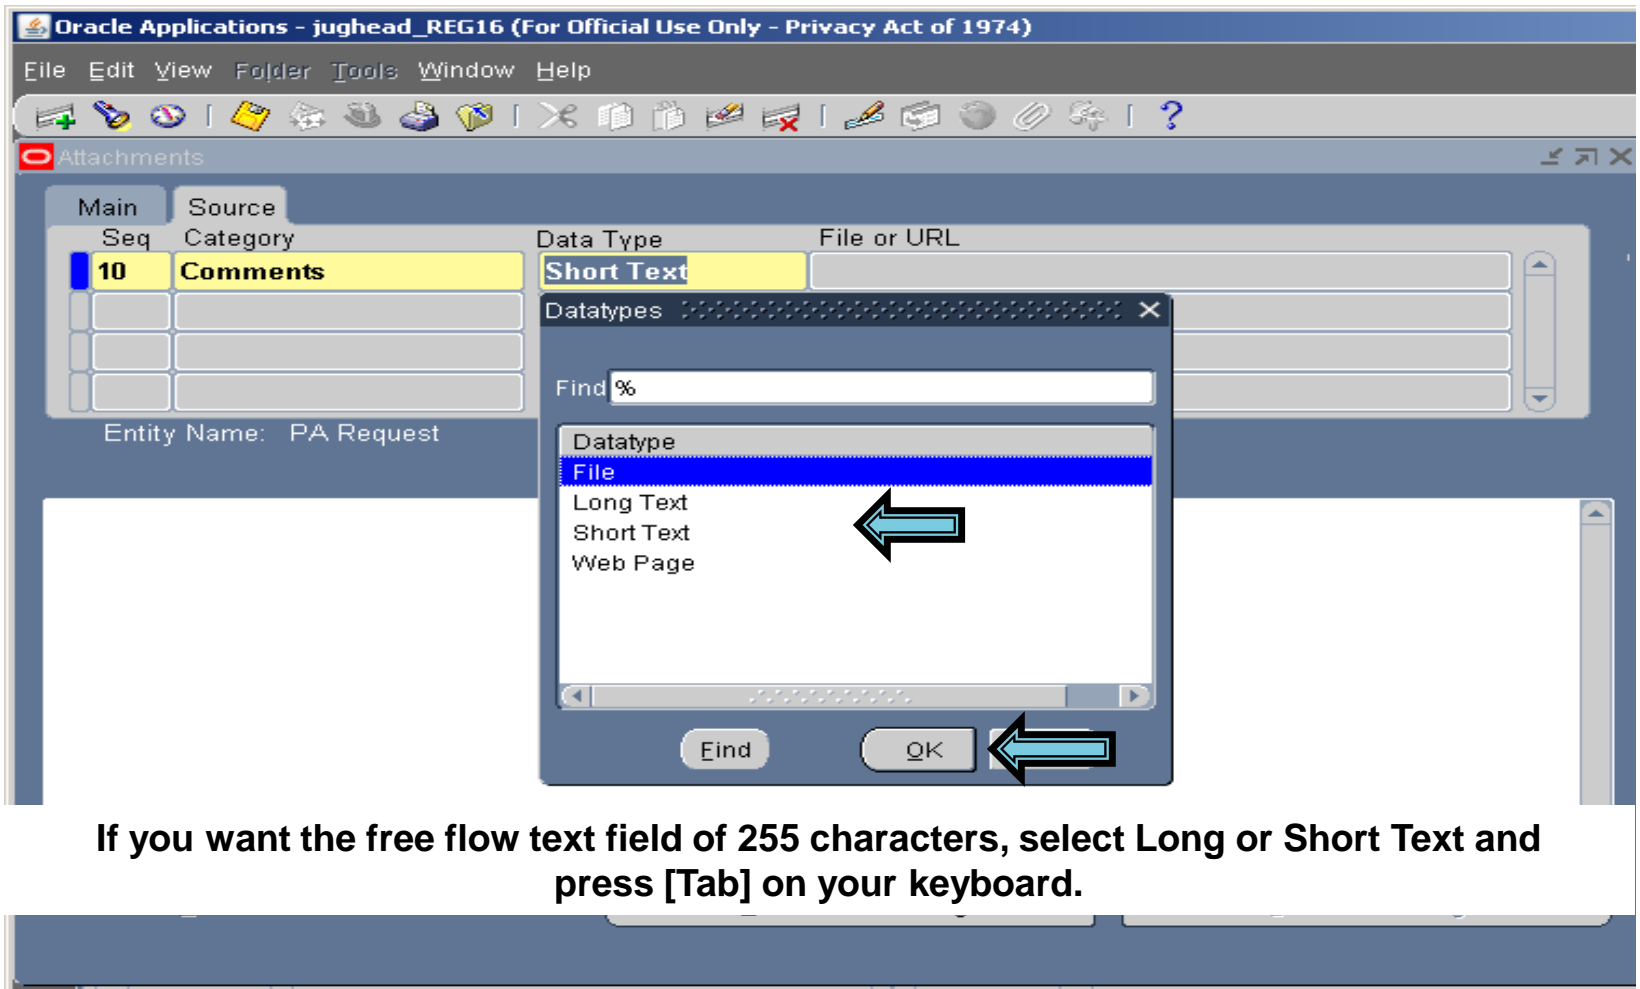 Oracle Applications - jughead_REG16 (For Official Use Only - Privacy Act of 1974)
File Edit View Folder Tools Window Help
Attachments
Main Source
Seq Category Data Type File or URL
10 Comments Short Text
Datatypes
Find %
Entity Name: PA Request
Datatype
File
Long Text
Short Text
Web Page
Find OK
If you want the free flow text field of 255 characters, select Long or Short Text and
press [Tab] on your keyboard.